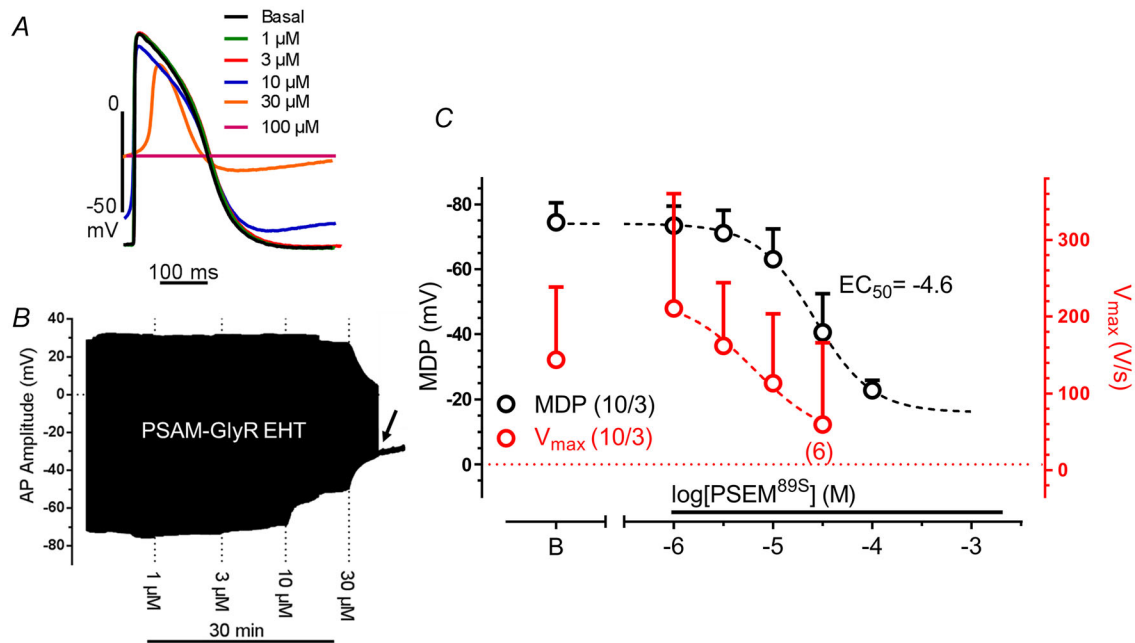 A
Basal
1 µM
3 µM
10 µM
30 µM
100 µM
0
-50
mV
100 ms
B
AP Amplitude (mV)
40
20
0
-20
-40
-60
-80
PSAM-GlyR EHT
1 µM
3 µM
10 µM
30 µM
30 min
C
MDP (mV)
-80
-60
-40
-20
-0
EC50= -4.6
MDP (10/3)
Vmax (10/3)
(6)
300
200
100
0
Vmax (V/s)
log[PSEM89S] (M)
B
-6
-5
-4
-3